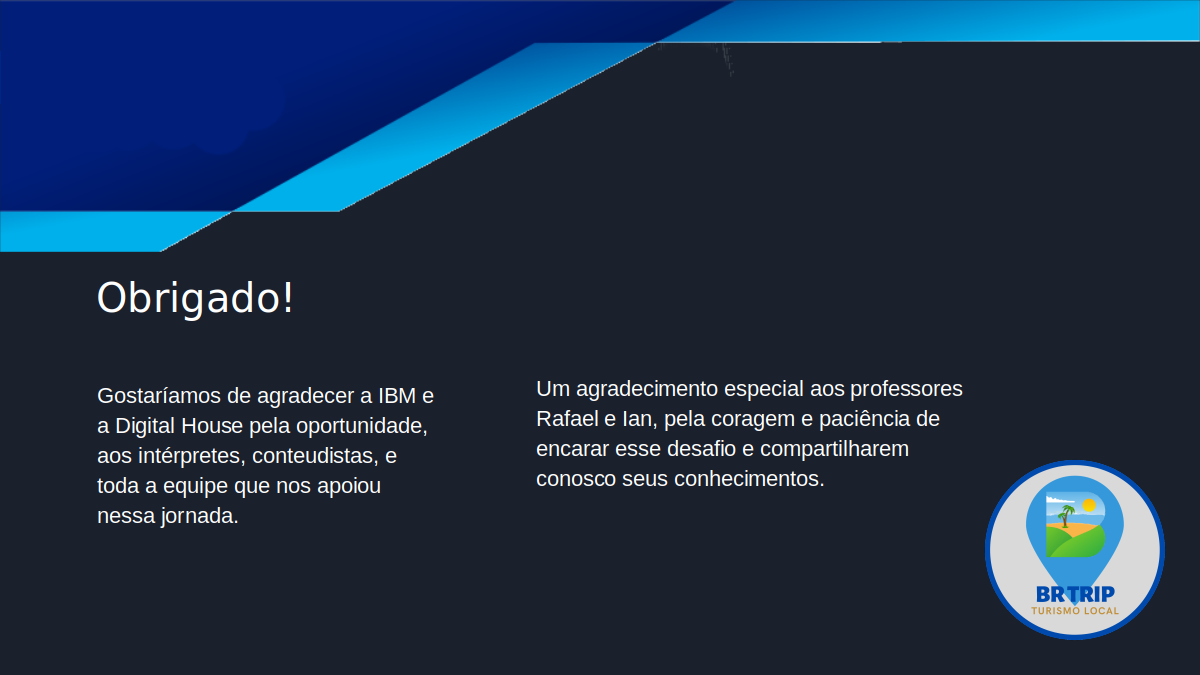 Obrigado!
Gostaríamos de agradecer a IBM e
a Digital House pela oportunidade,
aos intérpretes, conteudistas, e
toda a equipe que nos apoiou
nessa jornada.
Um agradecimento especial aos professores
Rafael e Ian, pela coragem e paciência de
encarar esse desafio e compartilharem
conosco seus conhecimentos.
BR TRIP
TURISMO LOCAL